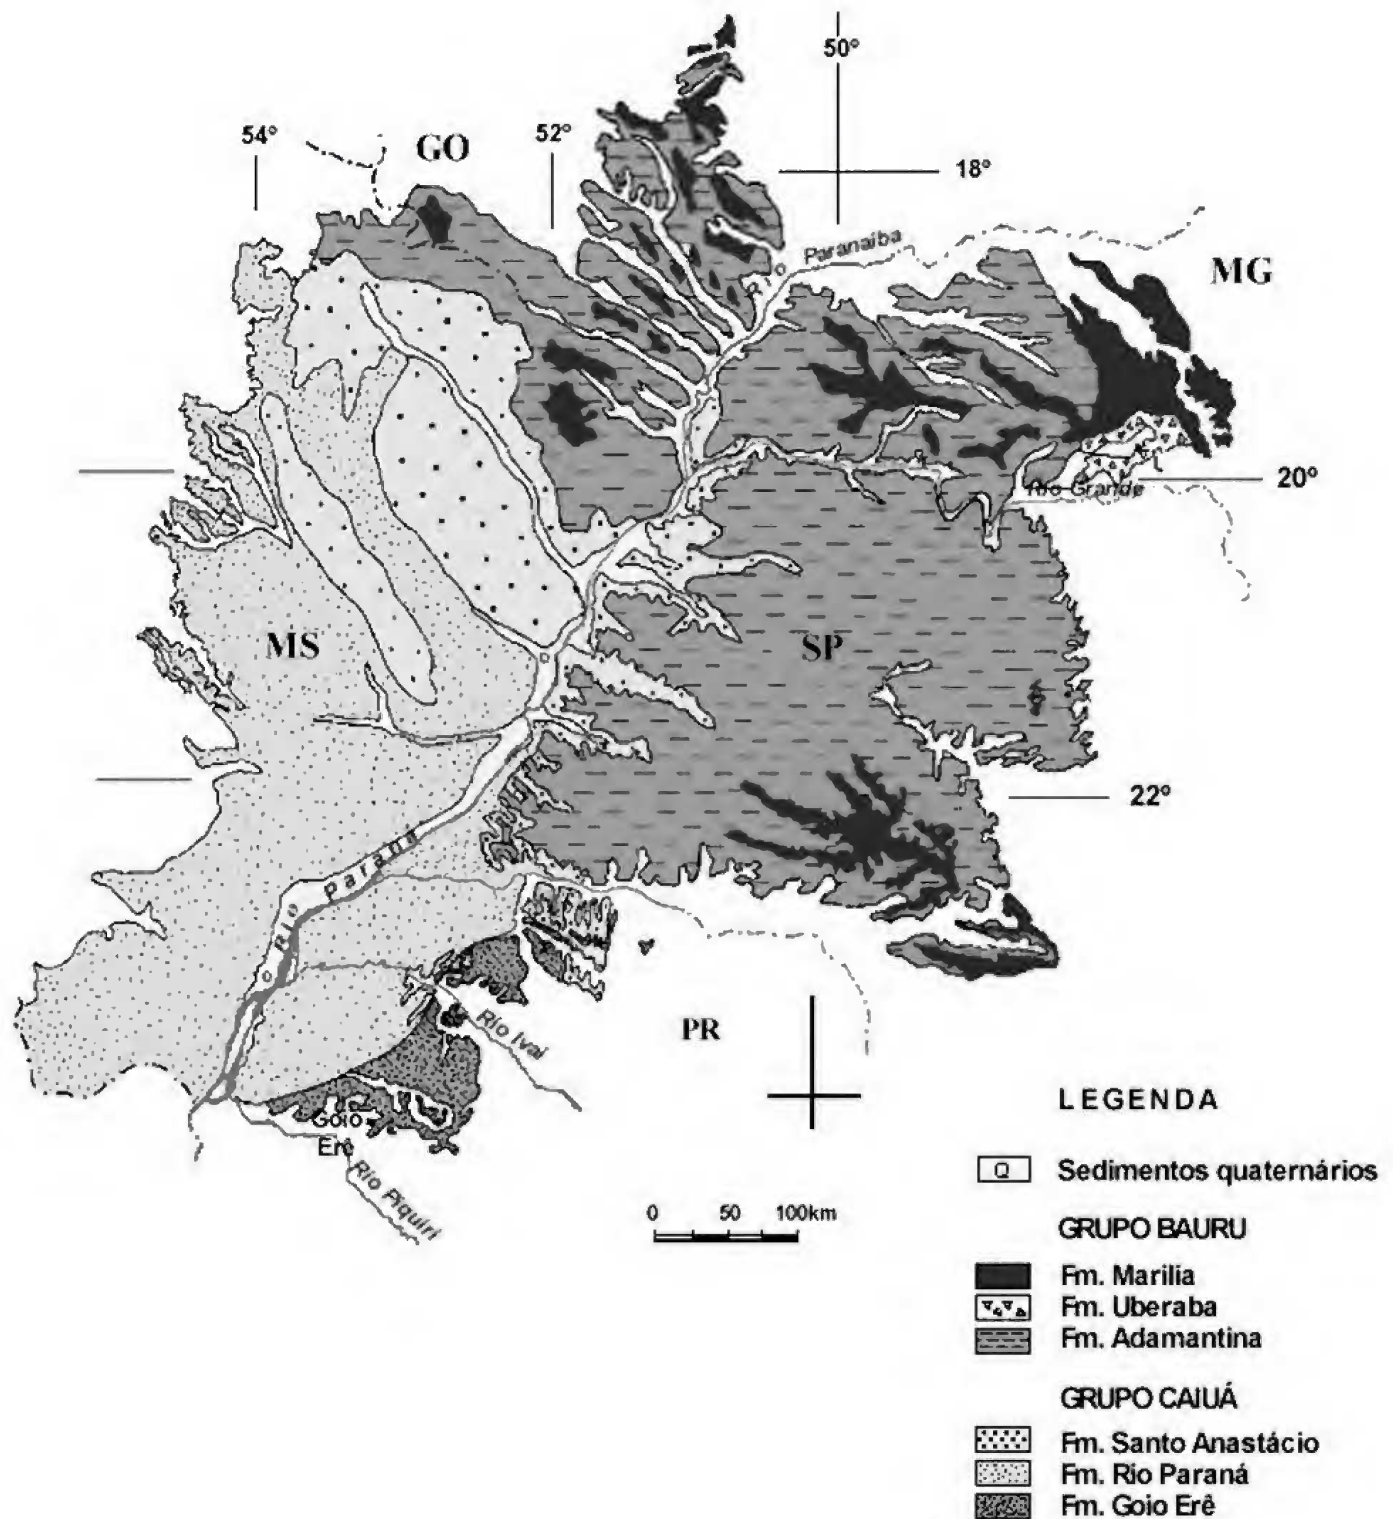 50°
54°
52°
GO
18°
Rio Paranaíba
MG
20°
Rio Grande
MS
SP
22°
Rio Paraná
Q
Q
Rio Ivaí
PR
Goio
Erê
Rio Piquiri
0 50 100km
LEGENDA
Q Sedimentos quaternários
GRUPO BAURU
Fm. Marilia
Fm. Uberaba
Fm. Adamantina
GRUPO CAIUÁ
Fm. Santo Anastácio
Fm. Rio Paraná
Fm. Goio Erê